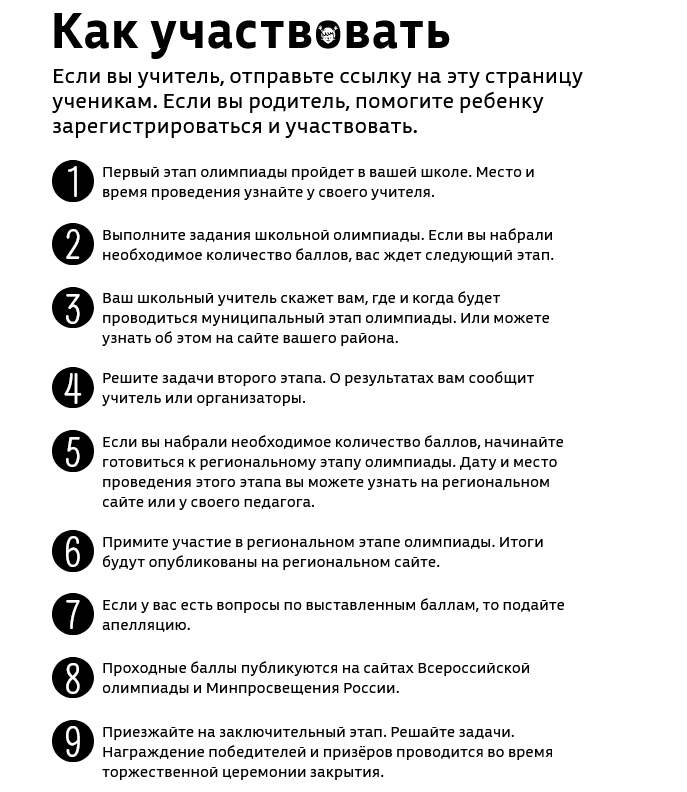 Как участвовать
Если вы учитель, отправьте ссылку на эту страницу
ученикам. Если вы родитель, помогите ребенку
зарегистрироваться и участвовать.
1 Первый этап олимпиады пройдет в вашей школе. Место и
время проведения узнайте у своего учителя.
2 Выполните задания школьной олимпиады. Если вы набрали
необходимое количество баллов, вас ждет следующий этап.
3 Ваш школьный учитель скажет вам, где и когда будет
проводиться муниципальный этап олимпиады. Или можете
узнать об этом на сайте вашего района.
4 Решите задачи второго этапа. О результатах вам сообщит
учитель или организаторы.
5 Если вы набрали необходимое количество баллов, начинайте
готовиться к региональному этапу олимпиады. Дату и место
проведения этого этапа вы можете узнать на региональном
сайте или у своего педагога.
6 Примите участие в региональном этапе олимпиады. Итоги
будут опубликованы на региональном сайте.
7 Если у вас есть вопросы по выставленным баллам, то подайте
апелляцию.
8 Проходные баллы публикуются на сайтах Всероссийской
олимпиады и Минпросвещения России.
9 Приезжайте на заключительный этап. Решайте задачи.
Награждение победителей и призёров проводится во время
торжественной церемонии закрытия.